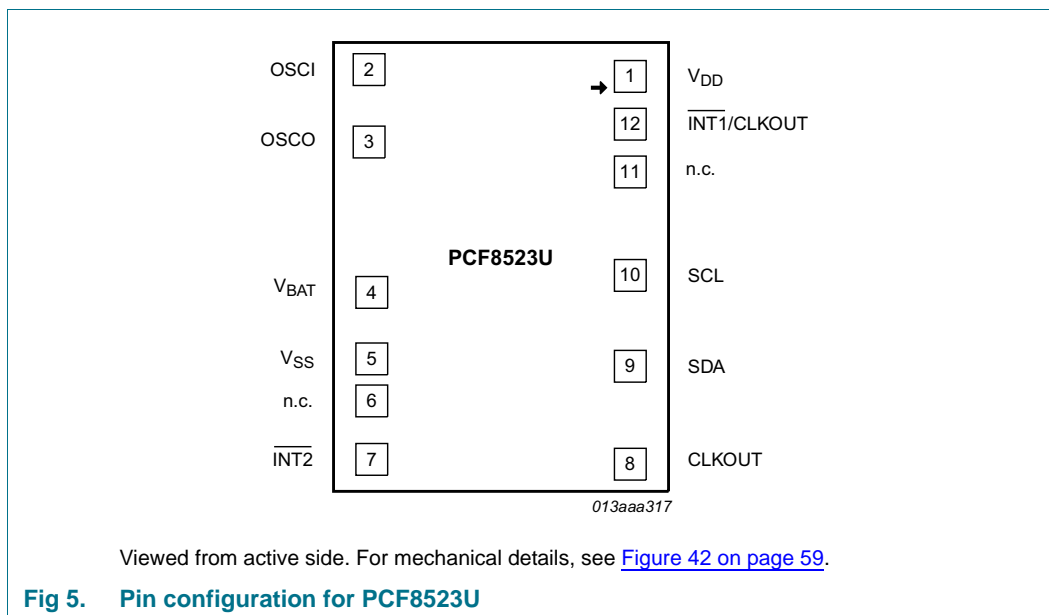 OSCI 2 1 VDD
12 INT1/CLKOUT
OSCO 3
11 n.c.
PCF8523U
10 SCL
VBAT 4
VSS 5 9 SDA
n.c. 6
INT2 7 8 CLKOUT
013aaa317
Viewed from active side. For mechanical details, see Figure 42 on page 59.
Fig 5. Pin configuration for PCF8523U